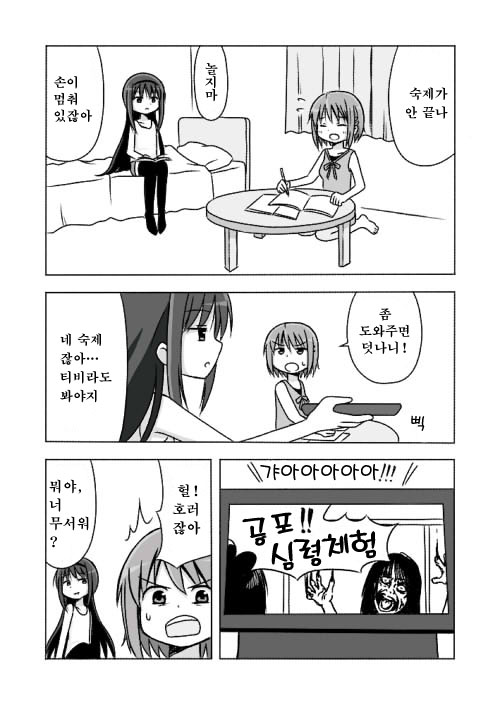 숙제가
안 끝나
놀
지
마
손이
멈춰
있잖아
좀
도와주면
덧나니!
네 숙제
잖아…
티비라도
봐야지
삑
꺄아아아아아!!!
공포!!
심령체험
헐!
호러
잖아
뭐야,
너
무서워
?